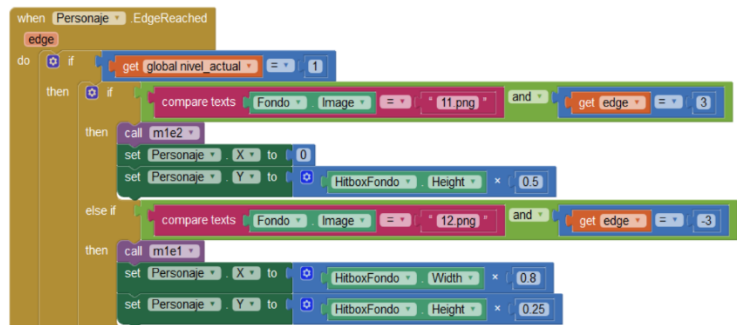 when Personaje .EdgeReached
edge
do if get global nivel_actual = 1
then if compare texts Fondo . Image = " 11.png " and get edge = 3
then call m1e2
set Personaje . X to 0
set Personaje . Y to HitboxFondo . Height × 0.5
else if compare texts Fondo . Image = " 12.png " and get edge = -3
then call m1e1
set Personaje . X to HitboxFondo . Width × 0.8
set Personaje . Y to HitboxFondo . Height × 0.25